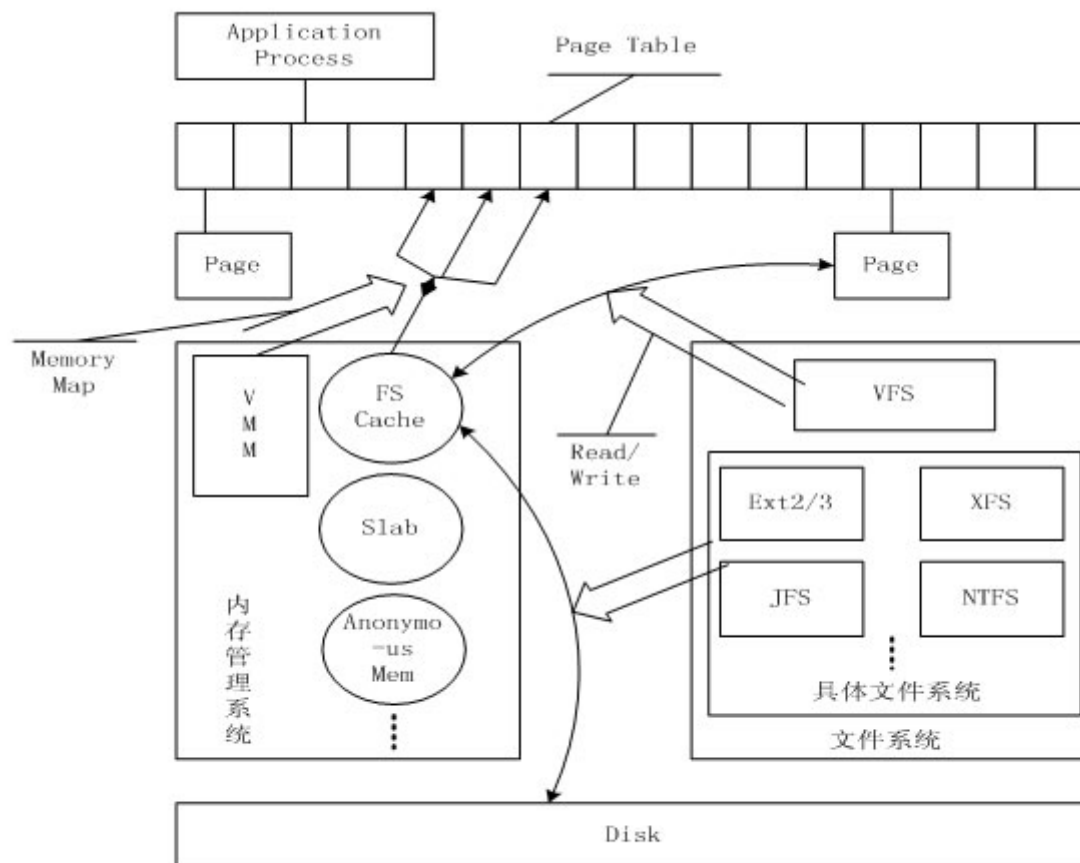 Application
Process
Page Table
Page
Page
Memory
Map
V
M
M
FS
Cache
VFS
Read/
Write
Ext2/3
XFS
Slab
JFS
NTFS
内
存
管
理
系
统
Anonymo
-us
Mem
具体文件系统
文件系统
Disk